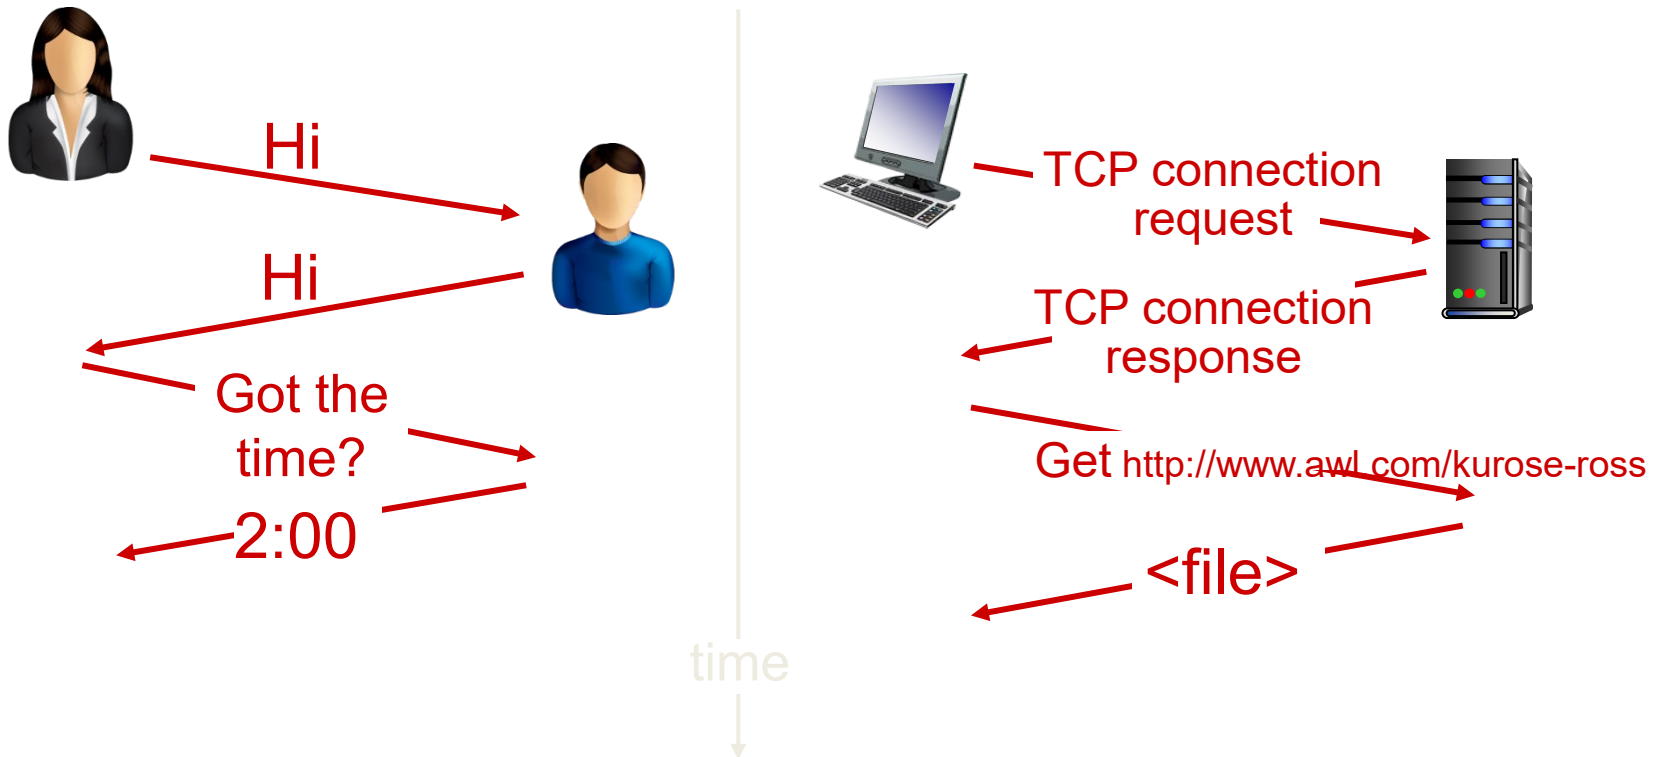 Hi
Hi
Got the
time?
2:00
TCP connection
request
TCP connection
response
Get http://www.awl.com/kurose-ross
<file>
time